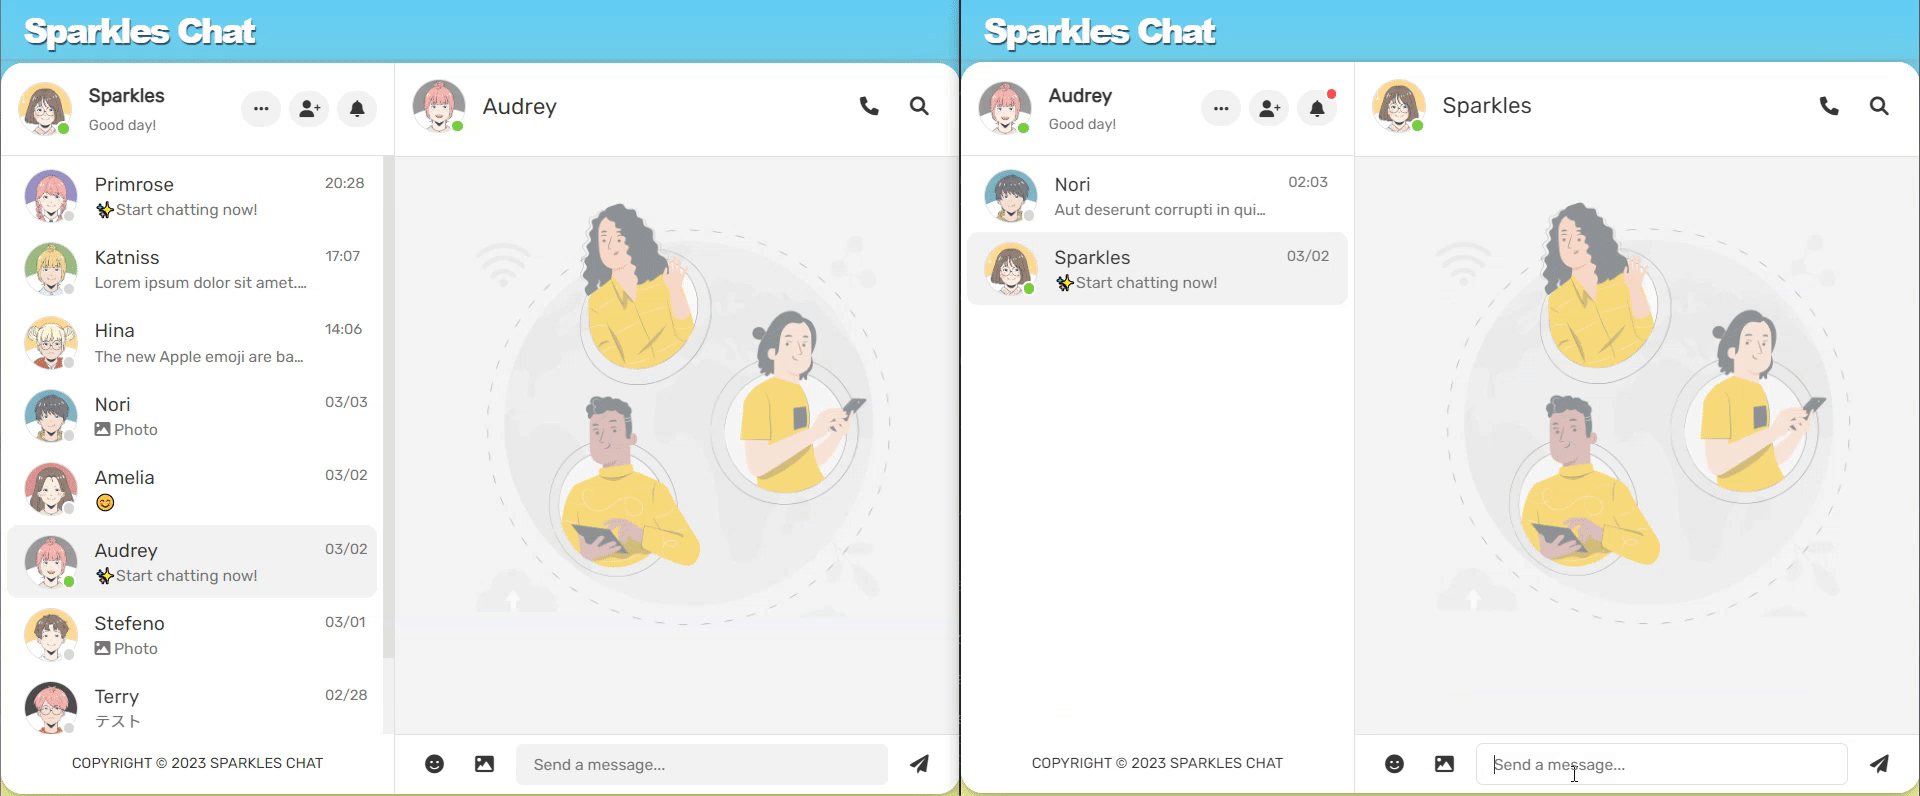 Sparkles Chat
Sparkles
Good day!
Primrose
20:28
✨Start chatting now!
Katniss
17:07
Lorem ipsum dolor sit amet....
Hina
14:06
The new Apple emoji are ba...
Nori
03/03
Photo
Amelia
03/02
😊
Audrey
03/02
✨Start chatting now!
Stefeno
03/01
Photo
Terry
02/28
テスト
COPYRIGHT © 2023 SPARKLES CHAT
Audrey
Send a message...
Sparkles Chat
Audrey
Good day!
Nori
02:03
Aut deserunt corrupti in qui...
Sparkles
03/02
✨Start chatting now!
COPYRIGHT © 2023 SPARKLES CHAT
Sparkles
Send a message...